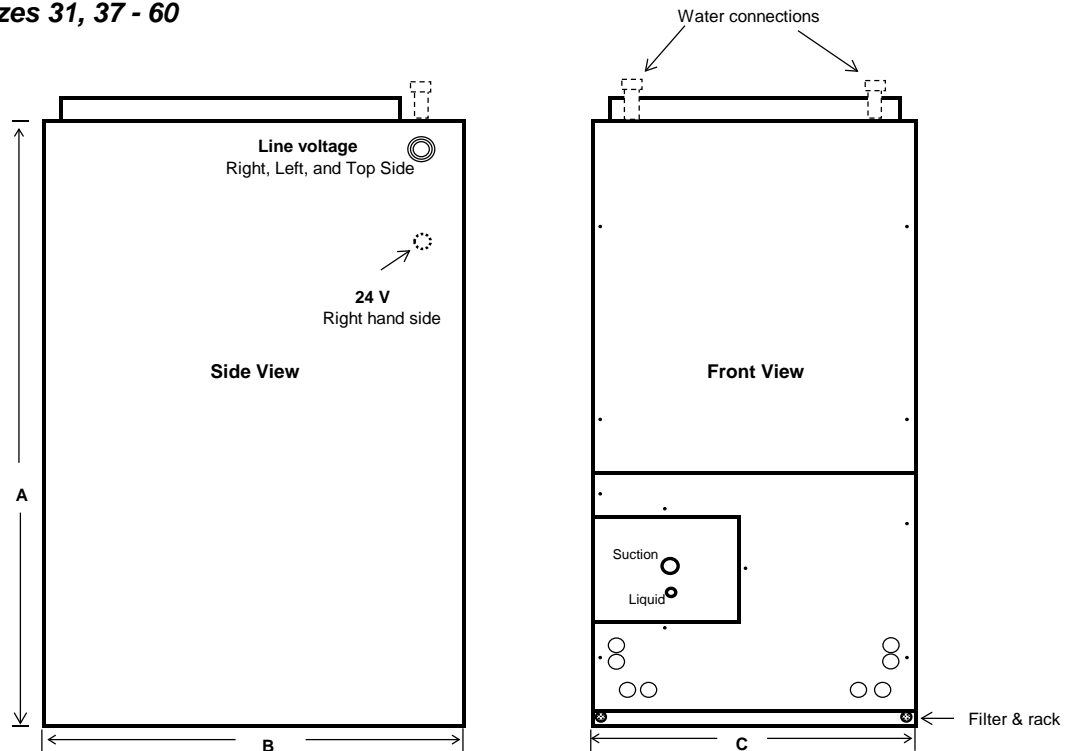 zes 31, 37 - 60
Water connections
Line voltage
Right, Left, and Top Side
24 V
Right hand side
Side View
Front View
A
Suction
Liquid
Filter & rack
B
C